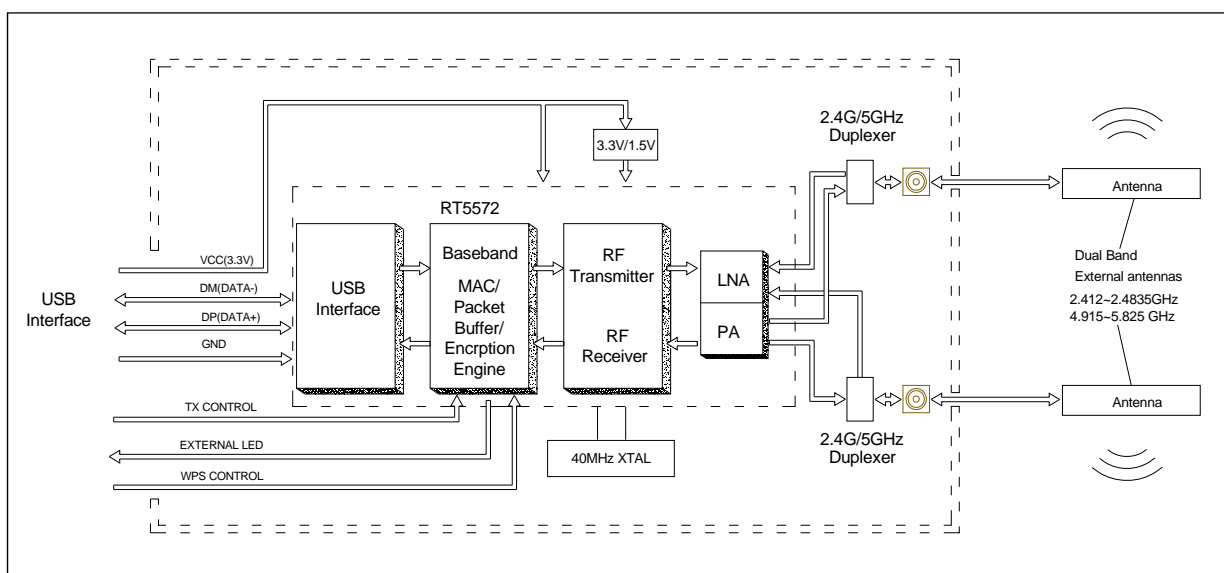 2.4G/5GHz
Duplexer
3.3V/1.5V
Antenna
RT5572
Baseband
MAC/
Packet
Buffer/
Encrption
Engine
RF
Transmitter
RF
Receiver
LNA
PA
USB
Interface
VCC(3.3V)
DM(DATA-)
DP(DATA+)
GND
USB
Interface
Dual Band
External antennas
2.412~2.4835GHz
4.915~5.825 GHz
Antenna
TX CONTROL
EXTERNAL LED
WPS CONTROL
40MHz XTAL
2.4G/5GHz
Duplexer